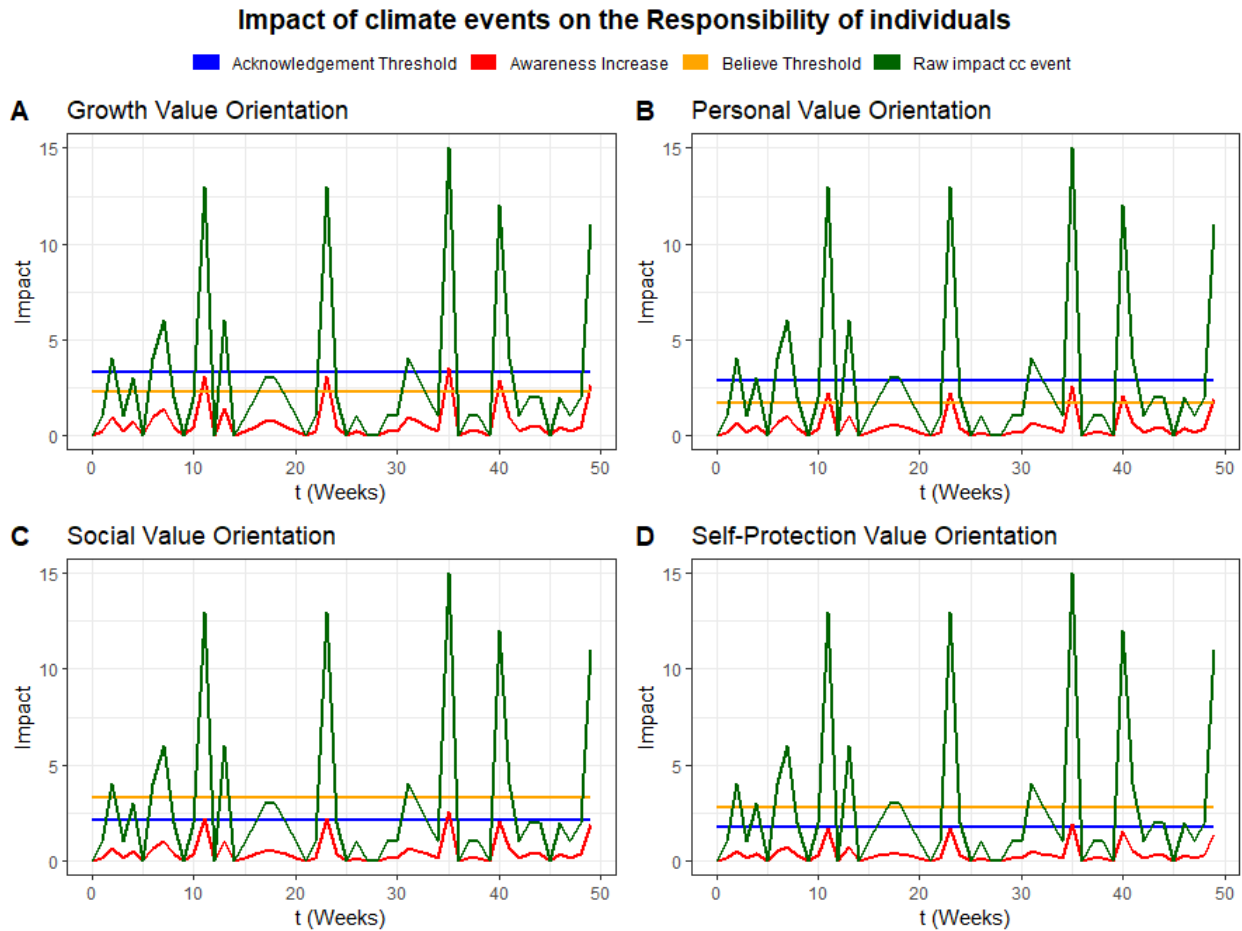 Impact of climate events on the Responsibility of individuals
Acknowledgement Threshold Awareness Increase Believe Threshold Raw impact cc event
A Growth Value Orientation
15
10
5
0
Impact
0 10 20 30 40 50
t (Weeks)
B Personal Value Orientation
15
10
5
0
Impact
0 10 20 30 40 50
t (Weeks)
C Social Value Orientation
15
10
5
0
Impact
0 10 20 30 40 50
t (Weeks)
D Self-Protection Value Orientation
15
10
5
0
Impact
0 10 20 30 40 50
t (Weeks)